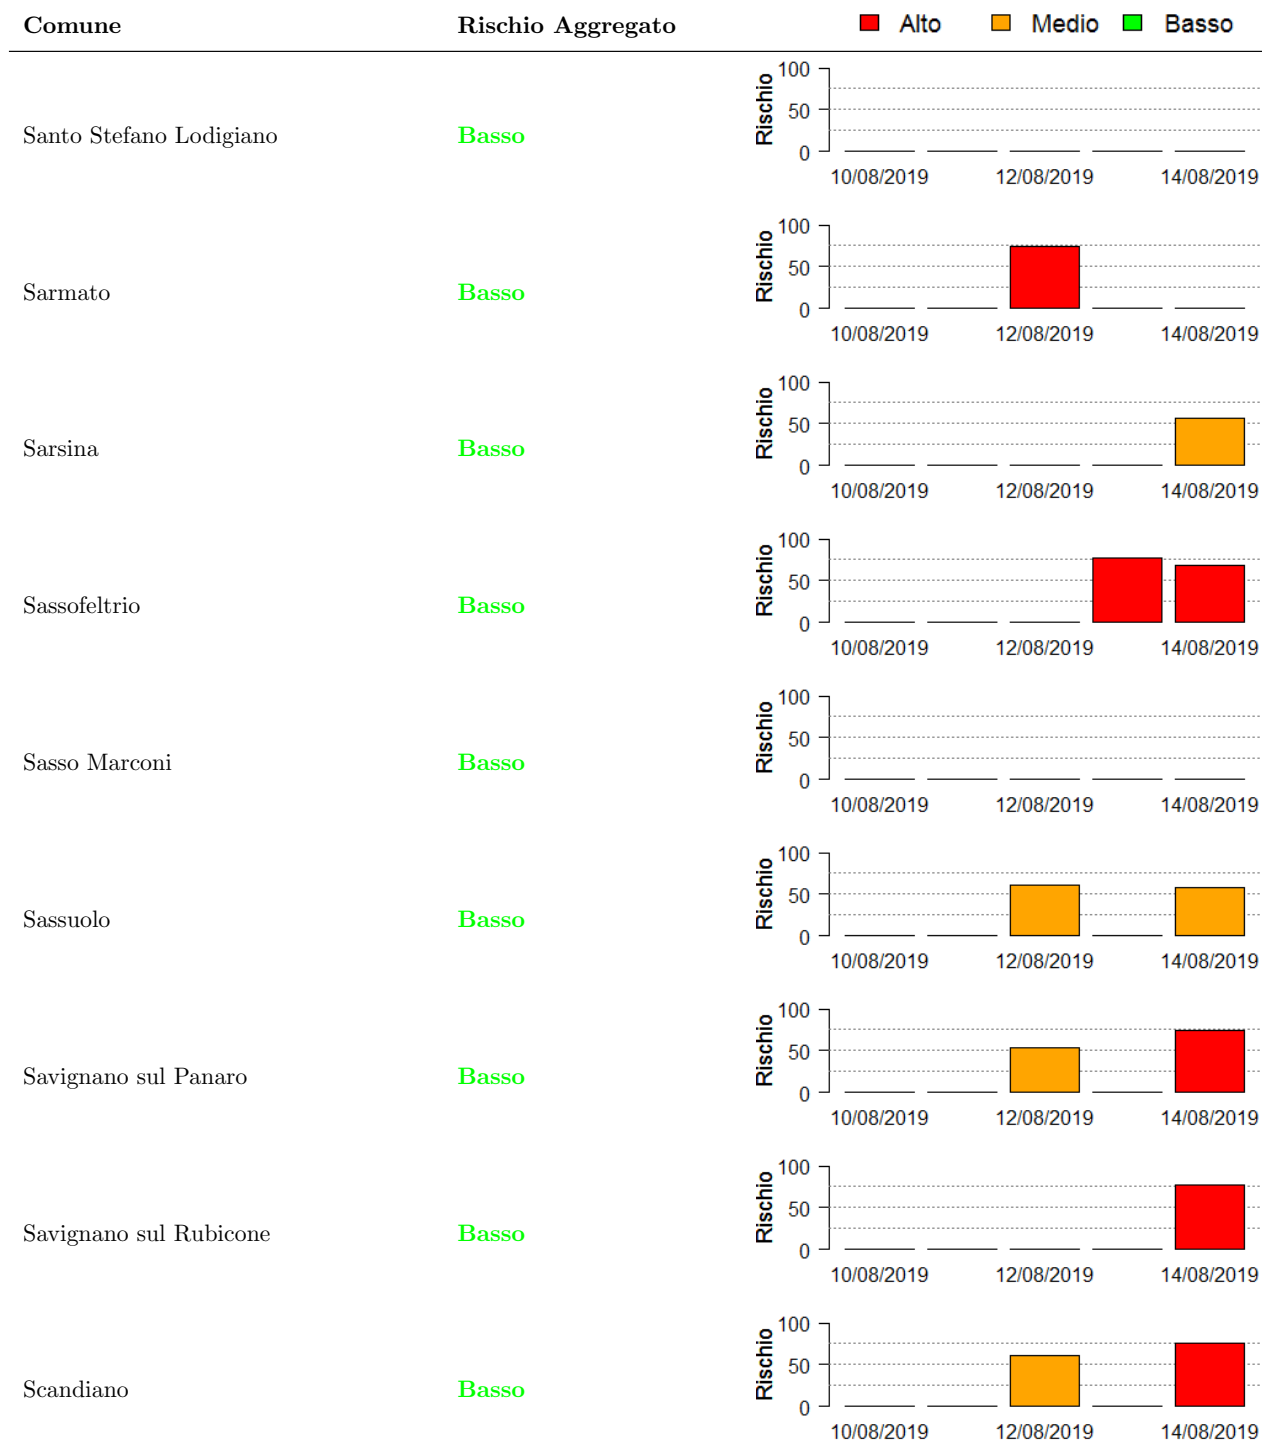 Comune Rischio Aggregato Alto Medio Basso
Santo Stefano Lodigiano Basso Rischio 100 50 0
10/08/2019 12/08/2019 14/08/2019
Sarmato Basso Rischio 100 50 0
10/08/2019 12/08/2019 14/08/2019
Sarsina Basso Rischio 100 50 0
10/08/2019 12/08/2019 14/08/2019
Sassofeltrio Basso Rischio 100 50 0
10/08/2019 12/08/2019 14/08/2019
Sasso Marconi Basso Rischio 100 50 0
10/08/2019 12/08/2019 14/08/2019
Sassuolo Basso Rischio 100 50 0
10/08/2019 12/08/2019 14/08/2019
Savignano sul Panaro Basso Rischio 100 50 0
10/08/2019 12/08/2019 14/08/2019
Savignano sul Rubicone Basso Rischio 100 50 0
10/08/2019 12/08/2019 14/08/2019
Scandiano Basso Rischio 100 50 0
10/08/2019 12/08/2019 14/08/2019